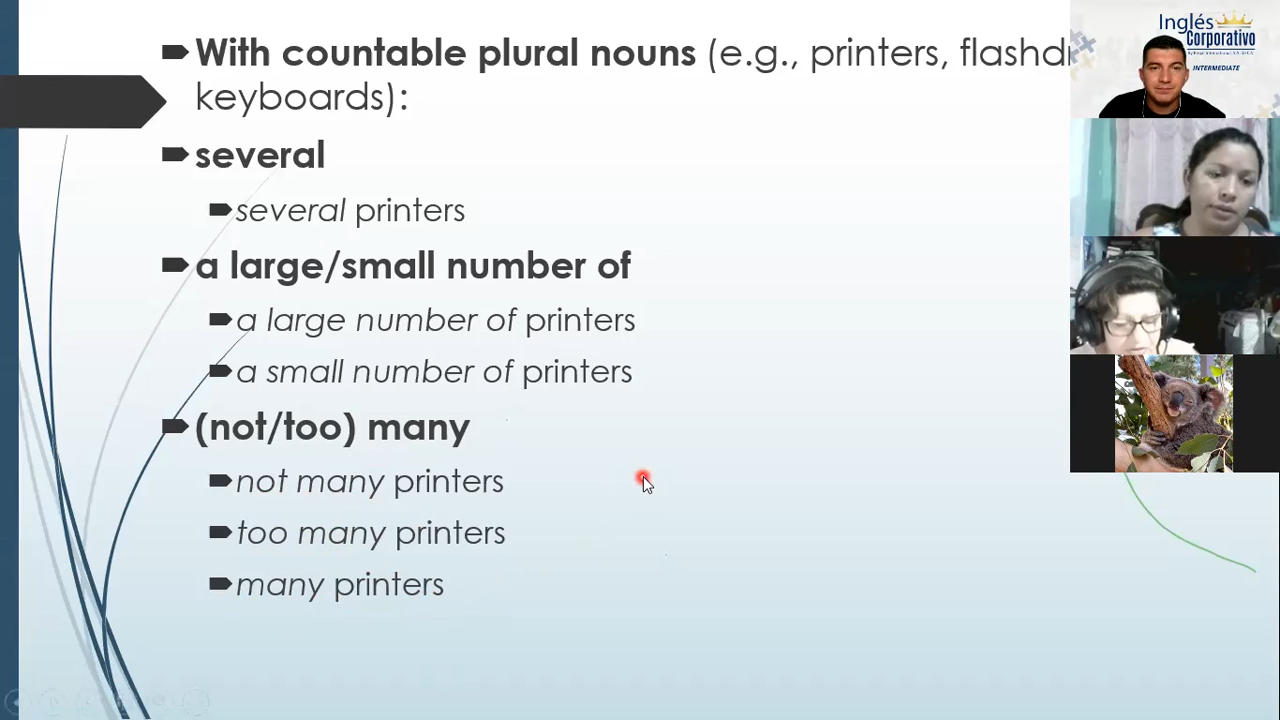 With countable plural nouns (e.g., printers,
keyboards):
several
several printers
a large/small number of
a large number of printers
a small number of printers
(not/too) many
not many printers
too many printers
many printers
Inglés
Corporativo
INTERMEDIATE